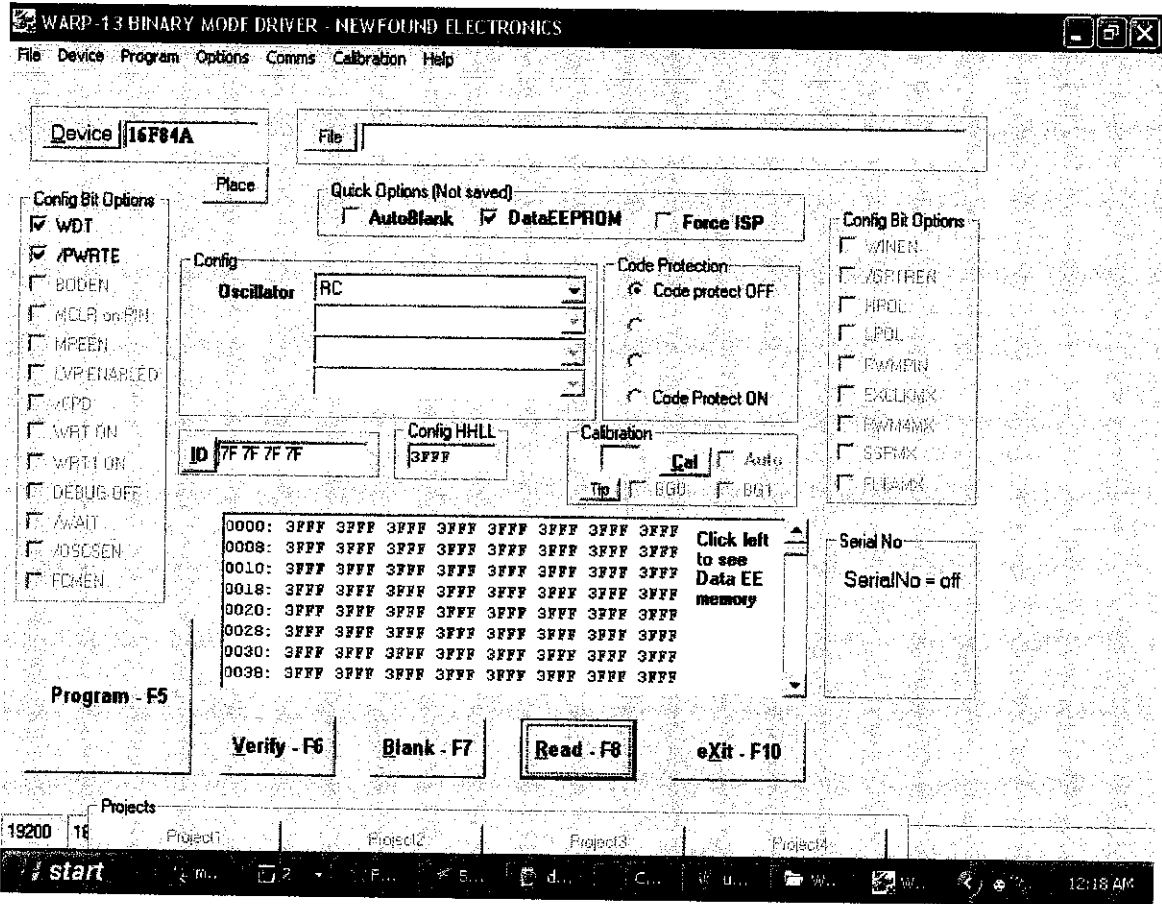 WARP-13 BINARY MODE DRIVER - NEWFOUND ELECTRONICS
File Device Program Options Comms Calibration Help
Device 16F84A
File
Place
Config Bit Options
WDT
/PWRTE
BODEN
MCLR on PIN
MPEEN
LVP ENABLED
/CPD
WRT ON
WRT1 ON
DEBUG OFF
/WAIT
/OSCSEN
FCMEN
Quick Options (Not saved)
AutoBlank DataEEPROM Force ISP
Config
Oscillator RC
Code Protection
Code protect OFF
Code Protect ON
Config Bit Options
WINEN
HPOL
LPOL
PWMPIN
EXCLKMX
PWM4MX
SSPMX
FLTAMX
ID 7F 7F 7F 7F
Config HHLL
3FFF
Calibration
Cal Auto
Tip BG0 BG1
0000: 3FFF 3FFF 3FFF 3FFF 3FFF 3FFF 3FFF 3FFF
0008: 3FFF 3FFF 3FFF 3FFF 3FFF 3FFF 3FFF 3FFF
0010: 3FFF 3FFF 3FFF 3FFF 3FFF 3FFF 3FFF 3FFF
0018: 3FFF 3FFF 3FFF 3FFF 3FFF 3FFF 3FFF 3FFF
0020: 3FFF 3FFF 3FFF 3FFF 3FFF 3FFF 3FFF 3FFF
0028: 3FFF 3FFF 3FFF 3FFF 3FFF 3FFF 3FFF 3FFF
0030: 3FFF 3FFF 3FFF 3FFF 3FFF 3FFF 3FFF 3FFF
0038: 3FFF 3FFF 3FFF 3FFF 3FFF 3FFF 3FFF 3FFF
Click left
to see
Data EE
memory
Serial No
SerialNo = off
Program - F5
Verify - F6
Blank - F7
Read - F8
eXit - F10
Projects
19200
Project1 Project2 Project3 Project4
start m.. 2 F... S... d... C... u... W.. W.. 12:18 AM